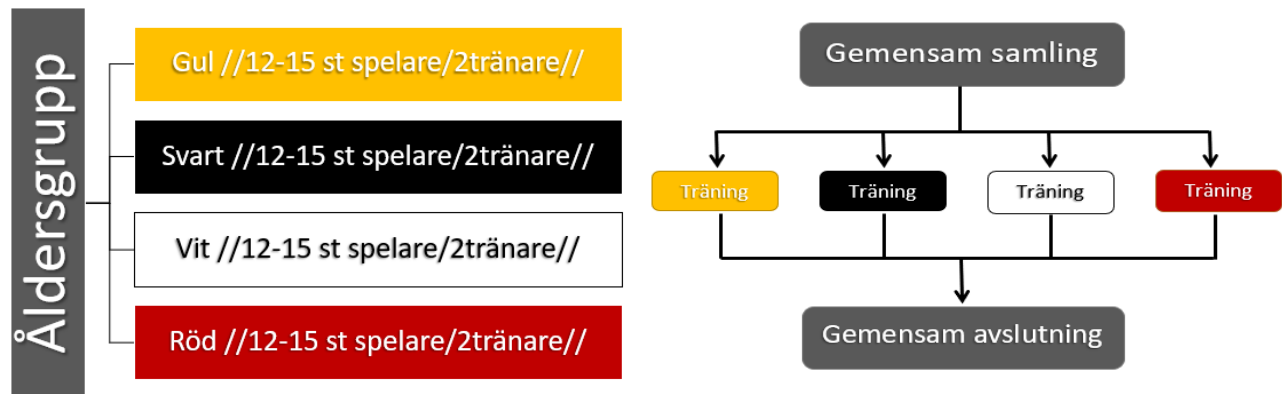 Åldersgrupp
Gul //12-15 st spelare/2tränare//
Svart //12-15 st spelare/2tränare//
Vit //12-15 st spelare/2tränare//
Röd //12-15 st spelare/2tränare//
Gemensam samling
Träning
Träning
Träning
Träning
Gemensam avslutning